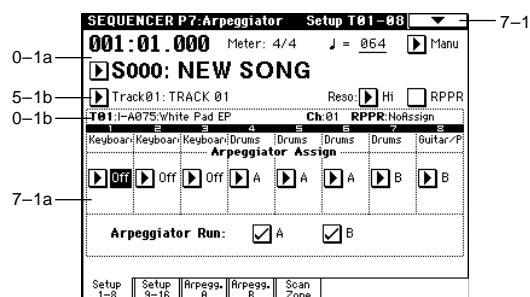 SEQUENCER P7:Arpeggiator Setup T01-08
7–1
001:01.000 Meter: 4/4 ♩ = 064 Manu
0–1a
S000: NEW SONG
5–1b
Track01: TRACK 01 Reso: Hi RPPR
0–1b
T01:I-A075:White Pad EP Ch:01 RPPR:NoAssign
1 2 3 4 5 6 7 8
Keyboar Keyboar Keyboar Drums Drums Drums Drums Guitar/P
Arpeggiator Assign
Off Off Off A A A B B
7–1a
Arpeggiator Run: A B
Setup 1-8 Setup 9-16 Arpegg. A Arpegg. B Scan Zone